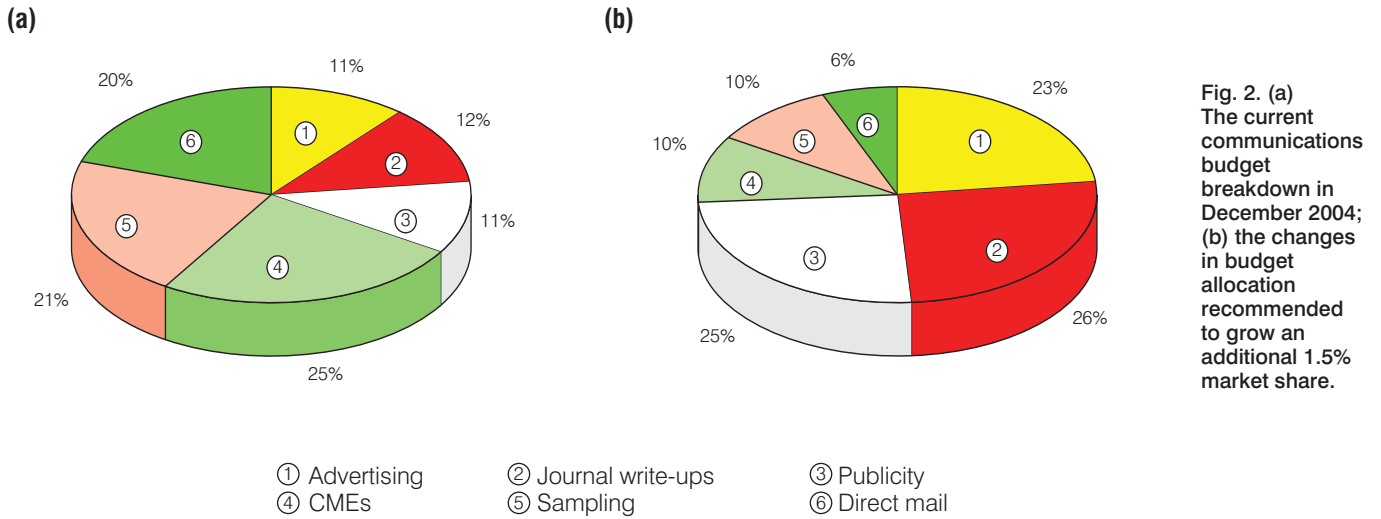 (a)
20%
11%
12%
11%
25%
21%
①
②
③
④
⑤
⑥
(b)
6%
10%
10%
23%
26%
25%
①
②
③
④
⑤
⑥
Fig. 2. (a)
The current
communications
budget
breakdown in
December 2004;
(b) the changes
in budget
allocation
recommended
to grow an
additional 1.5%
market share.
① Advertising ② Journal write-ups ③ Publicity
④ CMEs ⑤ Sampling ⑥ Direct mail